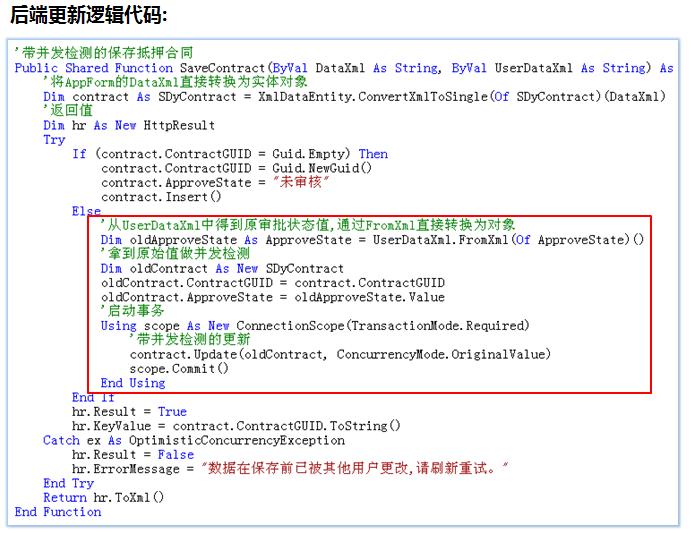 后端更新逻辑代码:
'带并发检测的保存抵押合同
Public Shared Function SaveContract(ByVal DataXml As String, ByVal UserDataXml As String) As
'将AppForm的DataXml直接转换为实体对象
Dim contract As SDyContract = XmlDataEntity.ConvertXmlToSingle(Of SDyContract)(DataXml)
'返回值
Dim hr As New HttpResult
Try
If (contract.ContractGUID = Guid.Empty) Then
contract.ContractGUID = Guid.NewGuid()
contract.ApproveState = "未审核"
contract.Insert()
Else
'从UserDataXml中得到原审批状态值,通过FromXml直接转换为对象
Dim oldApproveState As ApproveState = UserDataXml.FromXml(Of ApproveState)()
'拿到原始值做并发检测
Dim oldContract As New SDyContract
oldContract.ContractGUID = contract.ContractGUID
oldContract.ApproveState = oldApproveState.Value
'启动事务
Using scope As New ConnectionScope(TransactionMode.Required)
'带并发检测的更新
contract.Update(oldContract, ConcurrencyMode.OriginalValue)
scope.Commit()
End Using
End If
hr.Result = True
hr.KeyValue = contract.ContractGUID.ToString()
Catch ex As OptimisticConcurrencyException
hr.Result = False
hr.ErrorMessage = "数据在保存前已被其他用户更改,请刷新重试。"
End Try
Return hr.ToXml()
End Function